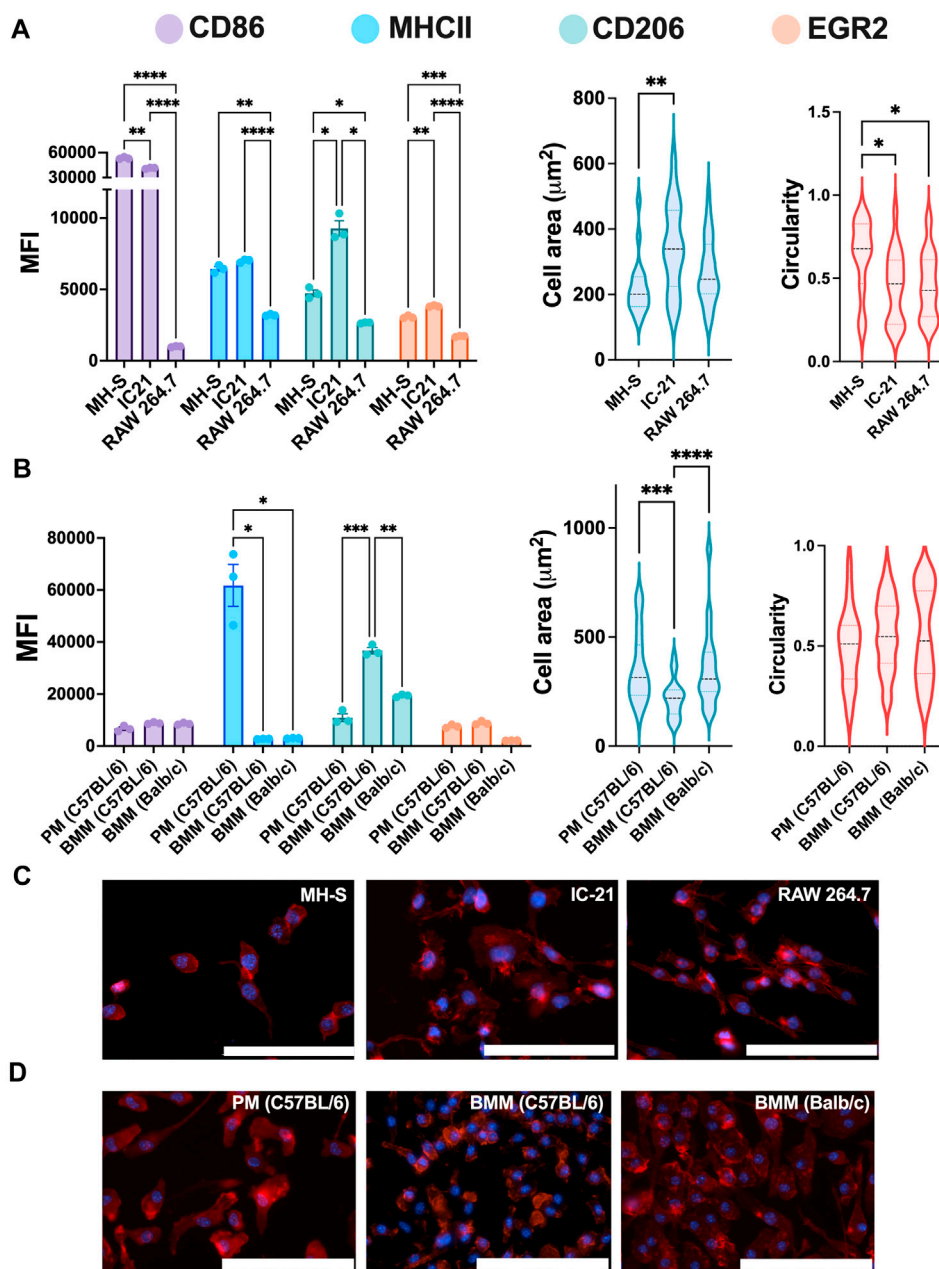 A
CD86 MHCII CD206 EGR2
**** ** * ***
**** **** * * ****
** **
MFI
60000
30000
10000
5000
0
MH-S IC21 RAW 264.7 MH-S IC21 RAW 264.7 MH-S IC21 RAW 264.7 MH-S IC21 RAW 264.7
**
Cell area (μm²)
800
600
400
200
0
MH-S IC-21 RAW 264.7
*
*
Circularity
1.5
1.0
0.5
0.0
MH-S IC-21 RAW 264.7
B
*
* *** **
MFI
80000
60000
40000
20000
0
PM (C57BL/6) BMM (C57BL/6) BMM (Balb/c) PM (C57BL/6) BMM (C57BL/6) BMM (Balb/c) PM (C57BL/6) BMM (C57BL/6) BMM (Balb/c) PM (C57BL/6) BMM (C57BL/6) BMM (Balb/c)
****
***
Cell area (μm²)
1000
500
0
PM (C57BL/6) BMM (C57BL/6) BMM (Balb/c)
Circularity
1.0
0.5
0.0
PM (C57BL/6) BMM (C57BL/6) BMM (Balb/c)
C
MH-S IC-21 RAW 264.7
D
PM (C57BL/6) BMM (C57BL/6) BMM (Balb/c)